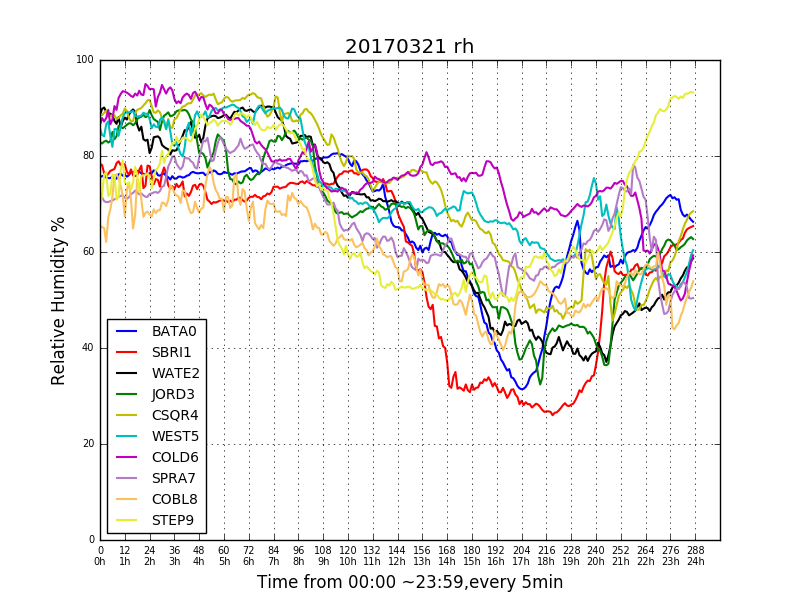 20170321 rh
100
80
60
40
20
0
Relative Humidity %
BATA0
SBRI1
WATE2
JORD3
CSQR4
WEST5
COLD6
SPRA7
COBL8
STEP9
0 12 24 36 48 60 72 84 96 108 120 132 144 156 168 180 192 204 216 228 240 252 264 276 288
0h 1h 2h 3h 4h 5h 6h 7h 8h 9h 10h 11h 12h 13h 14h 15h 16h 17h 18h 19h 20h 21h 22h 23h 24h
Time from 00:00 ~23:59,every 5min